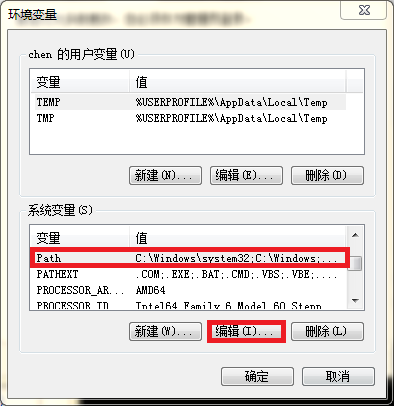 环境变量
chen 的用户变量(U)
变量 值
TEMP %USERPROFILE%\AppData\Local\Temp
TMP %USERPROFILE%\AppData\Local\Temp
新建(N)... 编辑(E)... 删除(D)
系统变量(S)
变量 值
Path C:\Windows\system32;C:\Windows;...
PATHEXT .COM;.EXE;.BAT;.CMD;.VBS;.VBE;....
PROCESSOR_AR... AMD64
PROCESSOR_ID Intel64 Family 6 Model 60 Stepp
新建(W)... 编辑(I)... 删除(L)
确定 取消